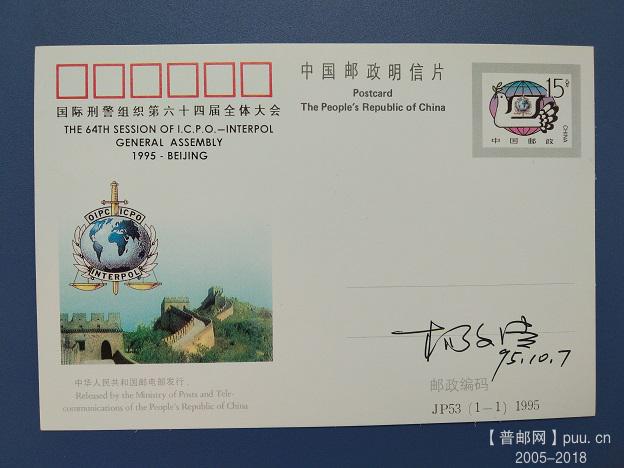 中国邮政明信片
Postcard
The People's Republic of China
15分
CHINA
中国邮政
国际刑警组织第六十四届全体大会
THE 64TH SESSION OF I.C.P.O.—INTERPOL
GENERAL ASSEMBLY
1995 - BEIJING
OIPC ICPO
INTERPOL
中华人民共和国邮电部发行.
Released by the Ministry of Posts and Tele-
communications of the People's Republic of China
95.10.7
邮政编码
JP53 (1-1) 1995
【普邮网】puu.cn
2005-2018